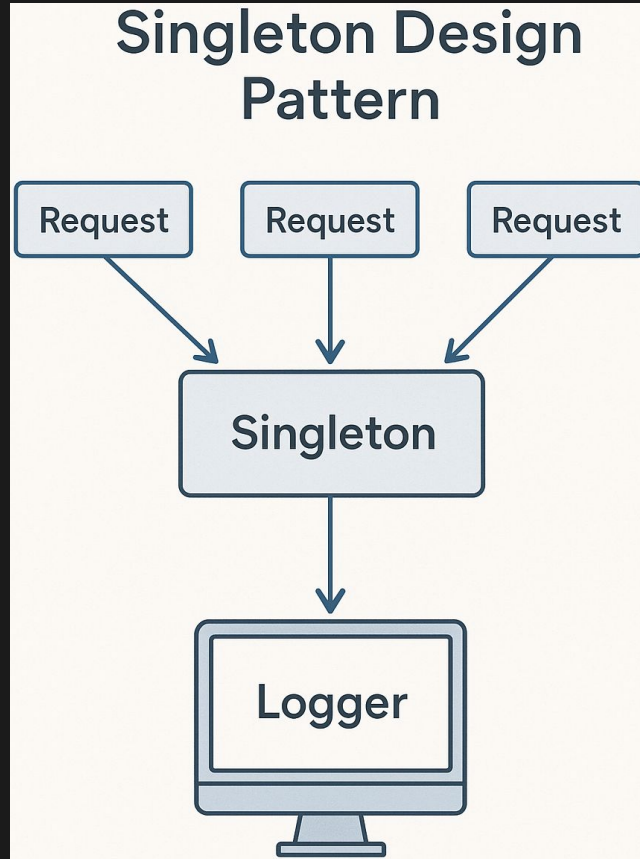 Singleton Design
Pattern
Request
Request
Request
Singleton
Logger